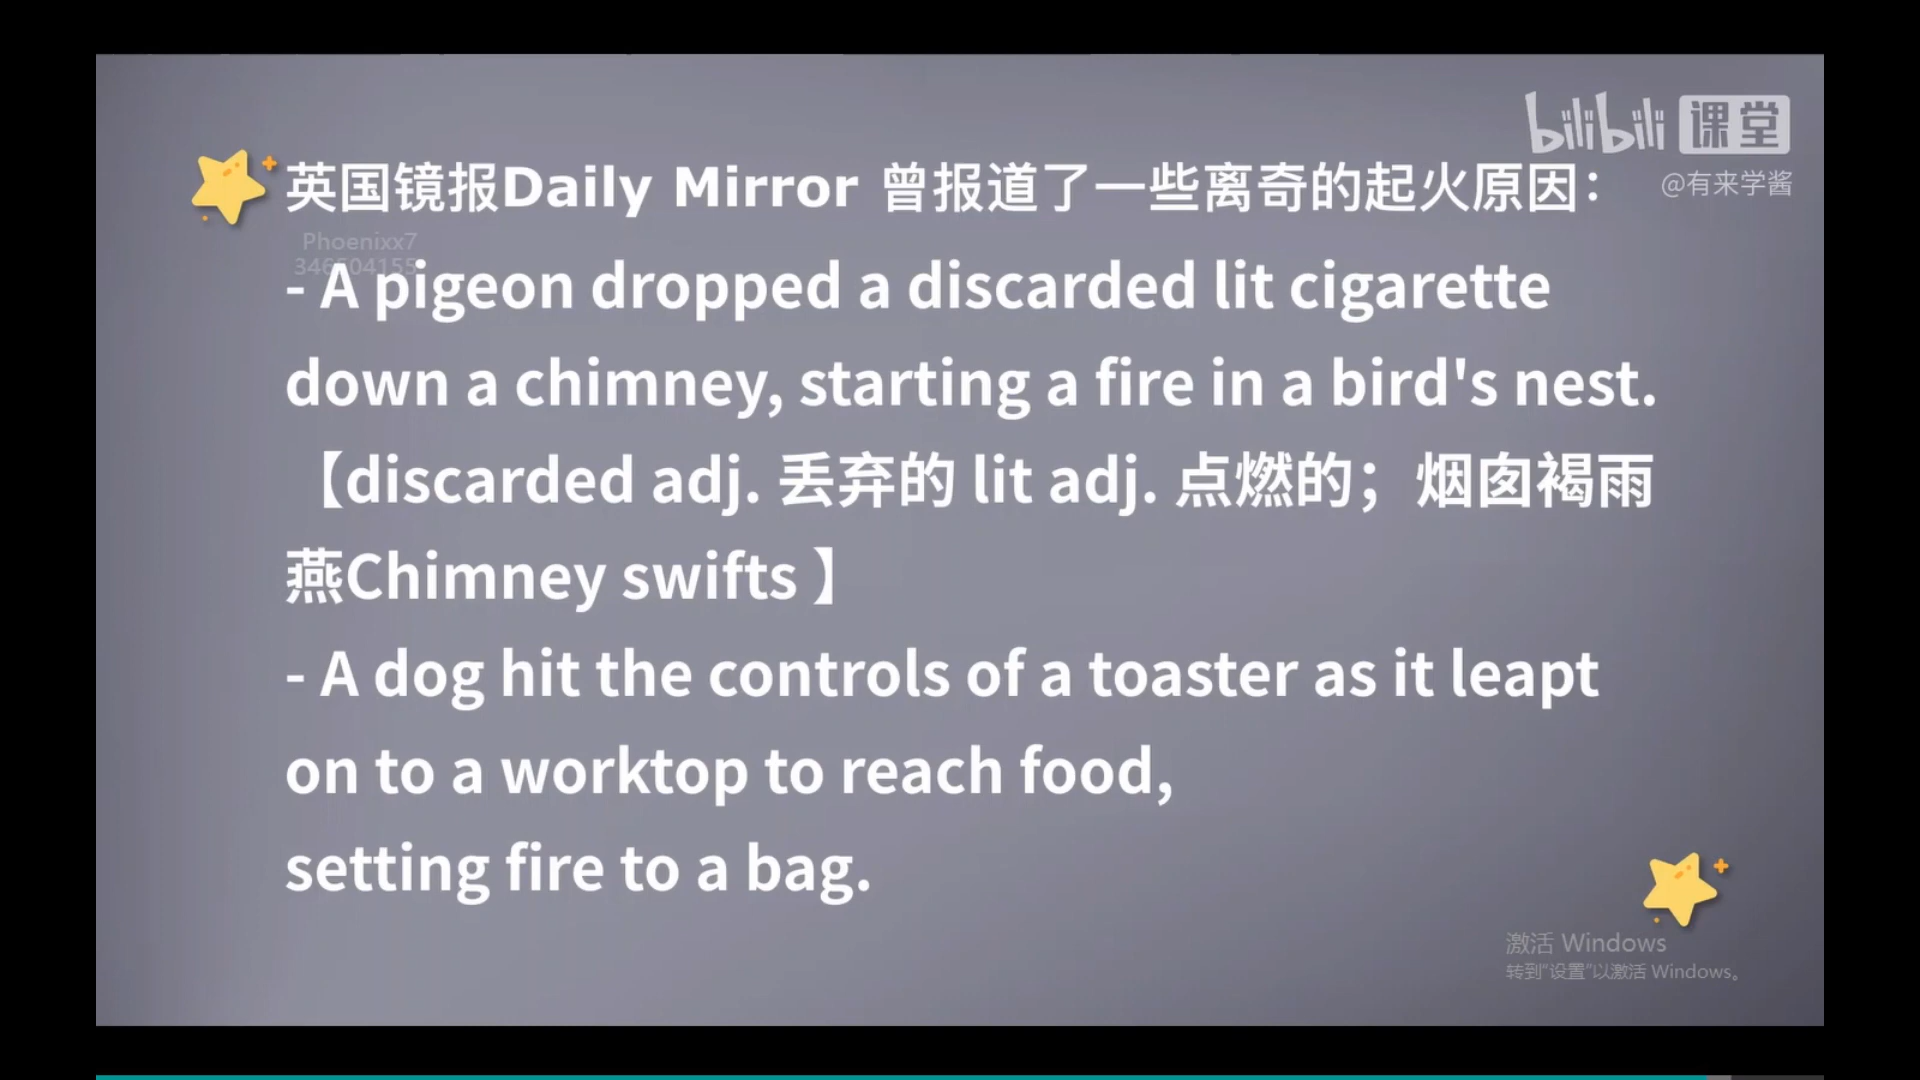 bilibili 课堂
英国镜报Daily Mirror 曾报道了一些离奇的起火原因：
@有来学酱
Phoenixx7
346504155
- A pigeon dropped a discarded lit cigarette
down a chimney, starting a fire in a bird's nest.
【discarded adj. 丢弃的 lit adj. 点燃的；烟囱褐雨
燕Chimney swifts 】
- A dog hit the controls of a toaster as it leapt
on to a worktop to reach food,
setting fire to a bag.
激活 Windows
转到"设置"以激活 Windows。